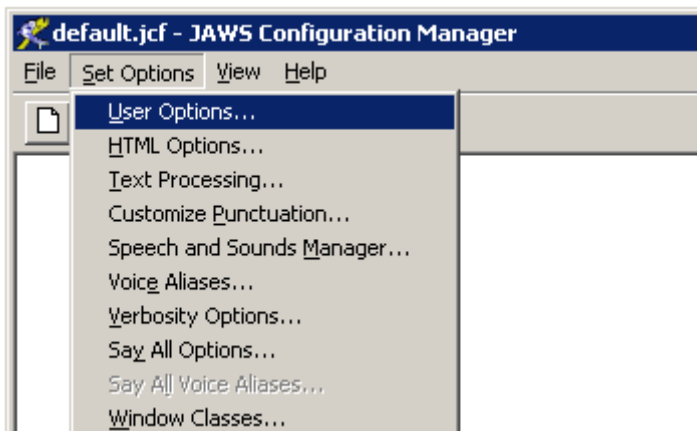 default.jcf - JAWS Configuration Manager
File Set Options View Help
User Options...
HTML Options...
Text Processing...
Customize Punctuation...
Speech and Sounds Manager...
Voice Aliases...
Verbosity Options...
Say All Options...
Say All Voice Aliases...
Window Classes...